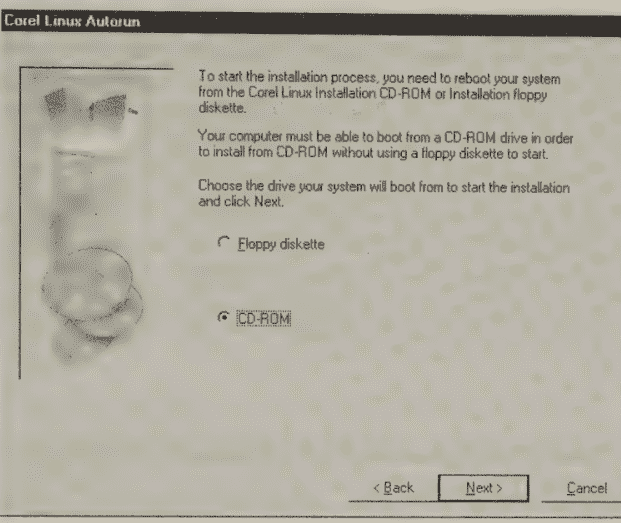 Corel Linux Autorun
To start the installation process, you need to reboot your system
from the Corel Linux Installation CD-ROM or Installation floppy
diskette.
Your computer must be able to boot from a CD-ROM drive in order
to install from CD-ROM without using a floppy diskette to start.
Choose the drive your system will boot from to start the installation
and click Next.
Floppy diskette
CD-ROM
< Back Next > Cancel